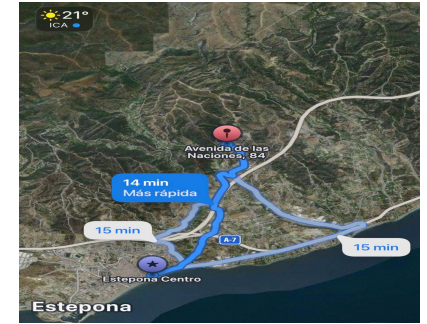 21°
ICA
Avenida de las
Naciones, 84
14 min
Más rápida
15 min
A-7
15 min
Estepona Centro
Estepona